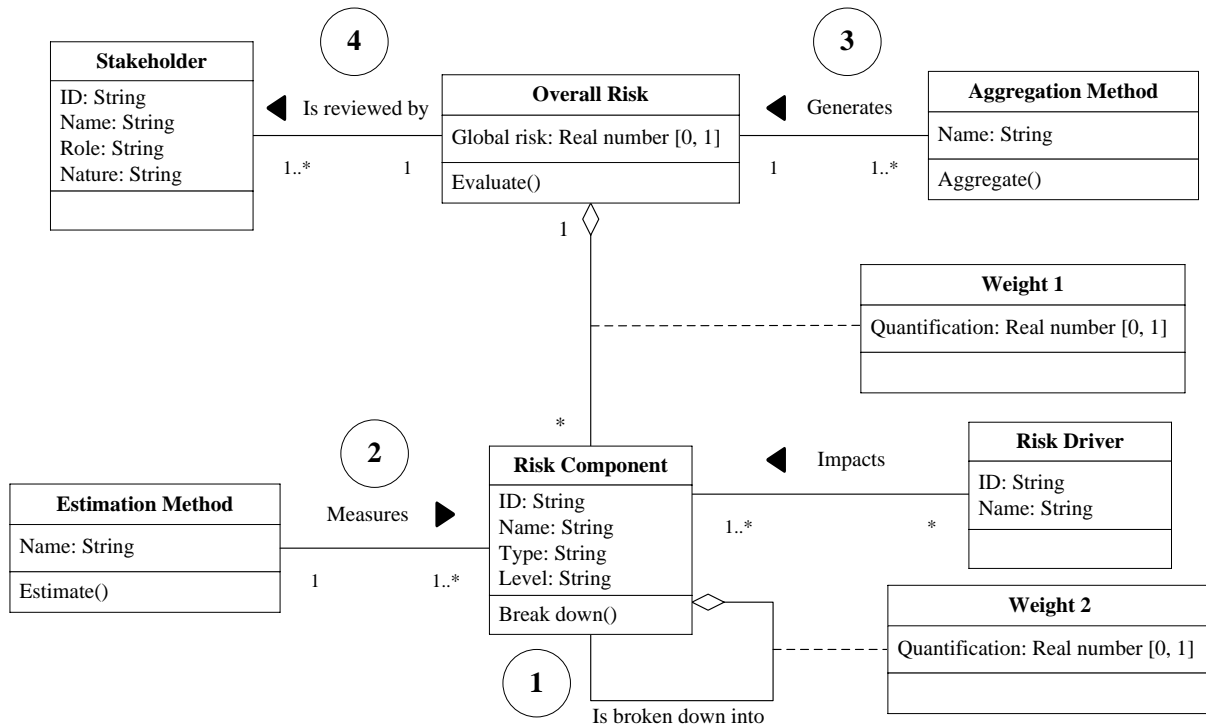 4
3
Stakeholder
ID: String
Name: String
Role: String
Nature: String
Is reviewed by
1..*
1
Overall Risk
Global risk: Real number [0, 1]
Evaluate()
1
Generates
1
1..*
Aggregation Method
Name: String
Aggregate()
Weight 1
Quantification: Real number [0, 1]
*
2
Estimation Method
Name: String
Estimate()
Measures
1
1..*
Risk Component
ID: String
Name: String
Type: String
Level: String
Break down()
Impacts
1..*
*
Risk Driver
ID: String
Name: String
Weight 2
Quantification: Real number [0, 1]
1
Is broken down into